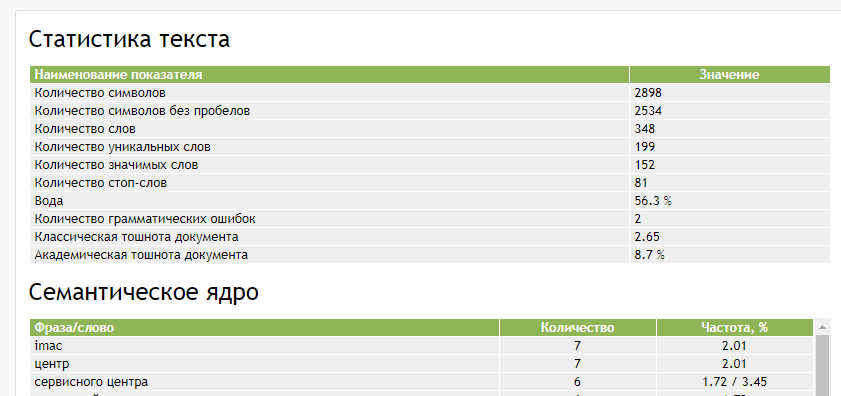 Статистика текста
Наименование показателя Значение
Количество символов 2898
Количество символов без пробелов 2534
Количество слов 348
Количество уникальных слов 199
Количество значимых слов 152
Количество стоп-слов 81
Вода 56.3 %
Количество грамматических ошибок 2
Классическая тошнота документа 2.65
Академическая тошнота документа 8.7 %
Семантическое ядро
Фраза/слово Количество Частота, %
imac 7 2.01
центр 7 2.01
сервисного центра 6 1.72 / 3.45